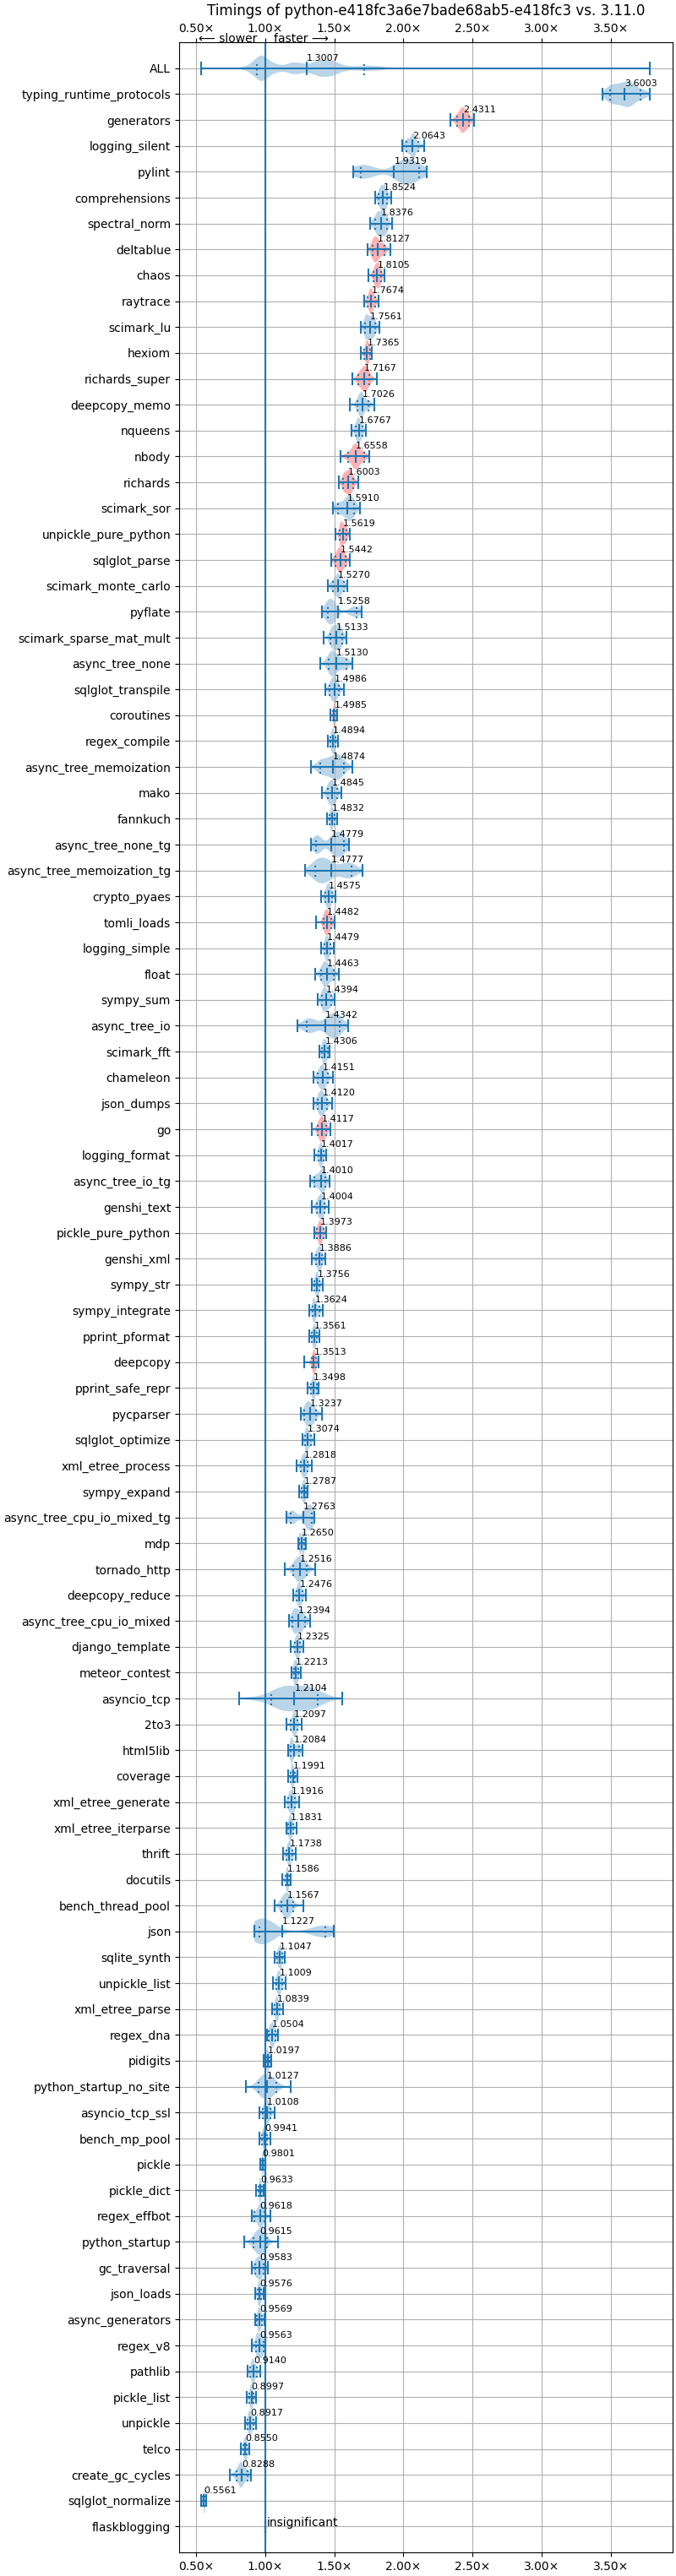 Timings of python-e418fc3a6e7bade68ab5-e418fc3 vs. 3.11.0
0.50× 1.00× 1.50× 2.00× 2.50× 3.00× 3.50×
⟵ slower faster ⟶
ALL 1.3007
typing_runtime_protocols 3.6003
generators 2.4311
logging_silent 2.0643
pylint 1.9319
comprehensions 1.8524
spectral_norm 1.8376
deltablue 1.8127
chaos 1.8105
raytrace 1.7674
scimark_lu 1.7561
hexiom 1.7365
richards_super 1.7167
deepcopy_memo 1.7026
nqueens 1.6767
nbody 1.6558
richards 1.6003
scimark_sor 1.5910
unpickle_pure_python 1.5619
sqlglot_parse 1.5442
scimark_monte_carlo 1.5270
pyflate 1.5258
scimark_sparse_mat_mult 1.5133
async_tree_none 1.5130
sqlglot_transpile 1.4986
coroutines 1.4985
regex_compile 1.4894
async_tree_memoization 1.4874
mako 1.4845
fannkuch 1.4832
async_tree_none_tg 1.4779
async_tree_memoization_tg 1.4777
crypto_pyaes 1.4575
tomli_loads 1.4482
logging_simple 1.4479
float 1.4463
sympy_sum 1.4394
async_tree_io 1.4342
scimark_fft 1.4306
chameleon 1.4151
json_dumps 1.4120
go 1.4117
logging_format 1.4017
async_tree_io_tg 1.4010
genshi_text 1.4004
pickle_pure_python 1.3973
genshi_xml 1.3886
sympy_str 1.3756
sympy_integrate 1.3624
pprint_pformat 1.3561
deepcopy 1.3513
pprint_safe_repr 1.3498
pycparser 1.3237
sqlglot_optimize 1.3074
xml_etree_process 1.2818
sympy_expand 1.2787
async_tree_cpu_io_mixed_tg 1.2763
mdp 1.2650
tornado_http 1.2516
deepcopy_reduce 1.2476
async_tree_cpu_io_mixed 1.2394
django_template 1.2325
meteor_contest 1.2213
asyncio_tcp 1.2104
2to3 1.2097
html5lib 1.2084
coverage 1.1991
xml_etree_generate 1.1916
xml_etree_iterparse 1.1831
thrift 1.1738
docutils 1.1586
bench_thread_pool 1.1567
json 1.1227
sqlite_synth 1.1047
unpickle_list 1.1009
xml_etree_parse 1.0839
regex_dna 1.0504
pidigits 1.0197
python_startup_no_site 1.0127
asyncio_tcp_ssl 1.0108
bench_mp_pool 0.9941
pickle 0.9801
pickle_dict 0.9633
regex_effbot 0.9618
python_startup 0.9615
gc_traversal 0.9583
json_loads 0.9576
async_generators 0.9569
regex_v8 0.9563
pathlib 0.9140
pickle_list 0.8997
unpickle 0.8917
telco 0.8550
create_gc_cycles 0.8288
sqlglot_normalize 0.5561
flaskblogging insignificant
0.50× 1.00× 1.50× 2.00× 2.50× 3.00× 3.50×